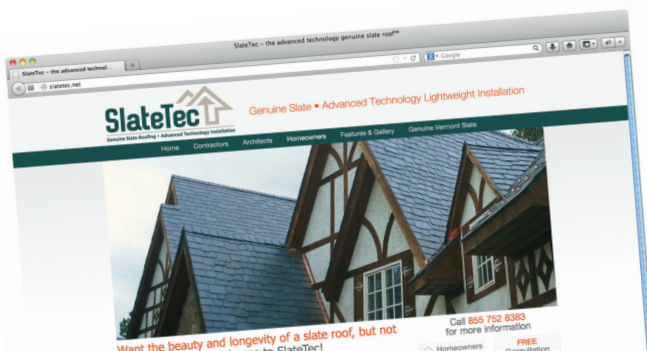 SlateTec – the advanced technology genuine slate roof™
SlateTec – the advanced technol...
slatetec.net
Google
SlateTec
Genuine Slate Roofing • Advanced Technology Installation
Genuine Slate • Advanced Technology Lightweight Installation
Home Contractors Architects Homeowners Features & Gallery Genuine Vermont Slate
Want the beauty and longevity of a slate roof, but not
to SlateTec!
Call 855 752 8383
for more information
Homeowners
FREE
Consultation